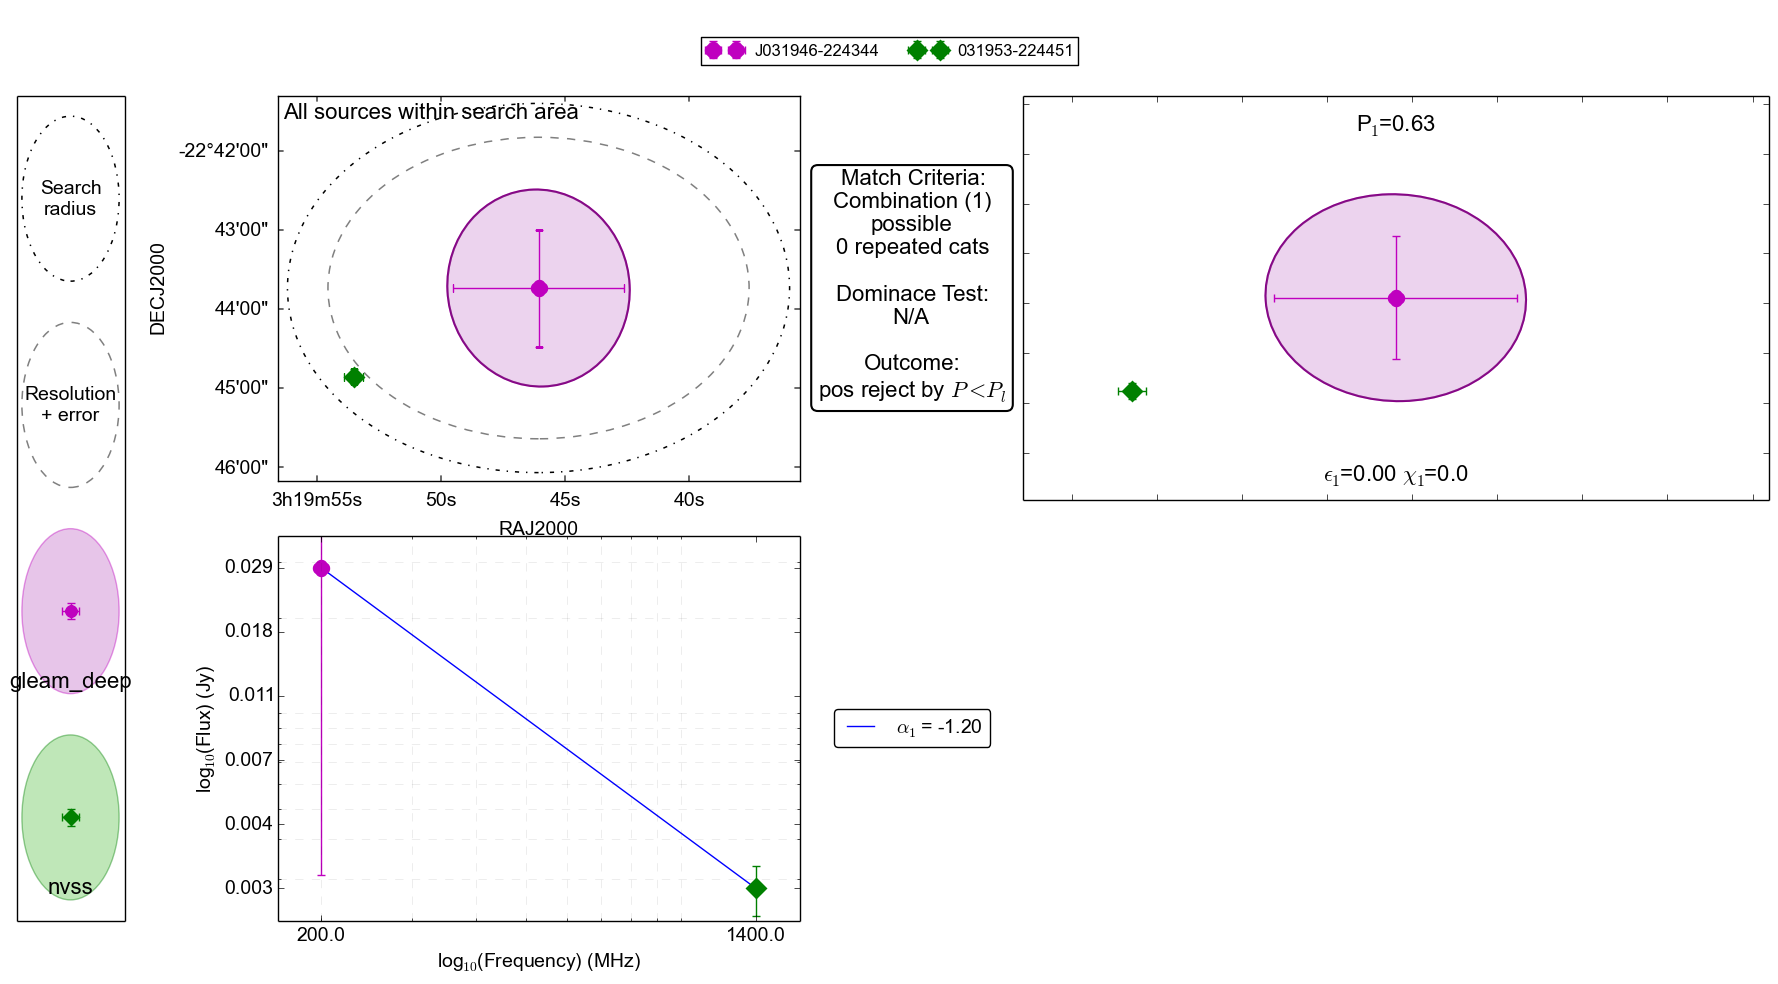 J031946-224344
031953-224451
Search
radius
Resolution
+ error
gleam_deep
nvss
All sources within search area
DECJ2000
-22°42'00"
43'00"
44'00"
45'00"
46'00"
3h19m55s
50s
45s
40s
RAJ2000
Match Criteria:
Combination (1)
possible
0 repeated cats
Dominace Test:
N/A
Outcome:
pos reject by P<Pₗ
P₁=0.63
ϵ₁=0.00 χ₁=0.0
log₁₀(Flux) (Jy)
0.029
0.018
0.011
0.007
0.004
0.003
200.0
1400.0
log₁₀(Frequency) (MHz)
α₁ = -1.20